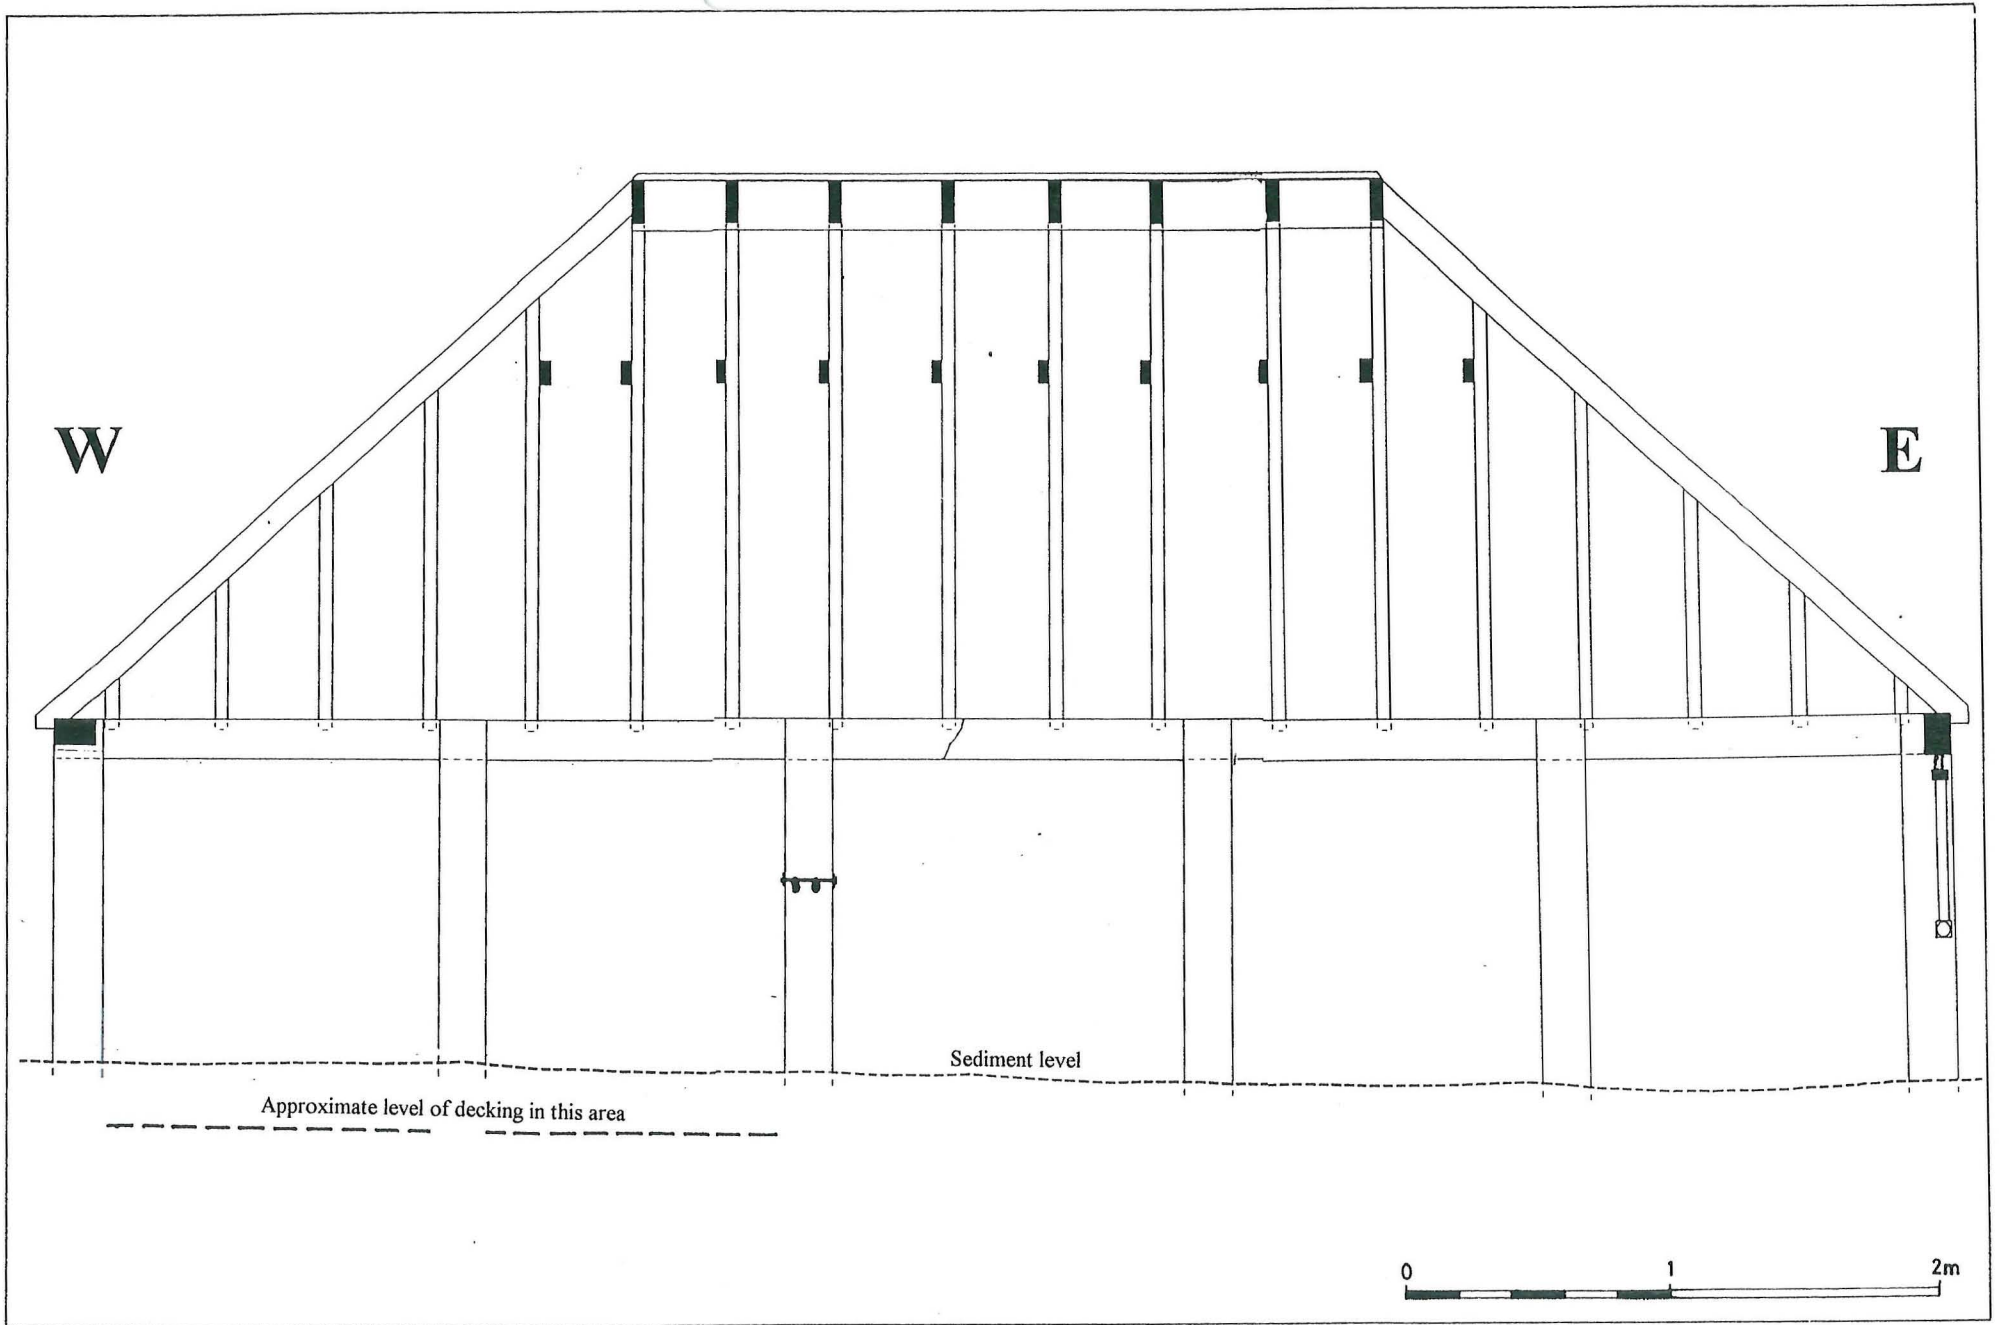 W
E
Sediment level
Approximate level of decking in this area
0 1 2m